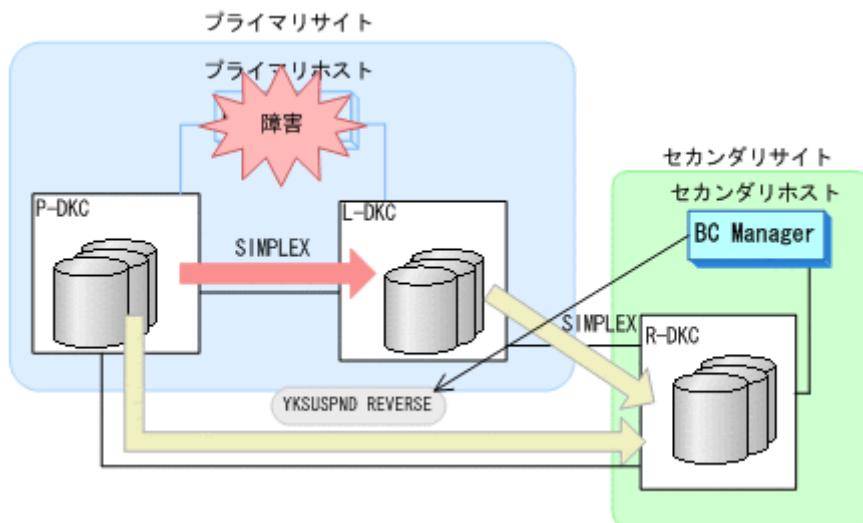 プライマリサイト
プライマリホスト
障害
セカンダリサイト
セカンダリホスト
P-DKC
L-DKC
BC Manager
SIMPLEX
SIMPLEX
R-DKC
YKSUSPND REVERSE